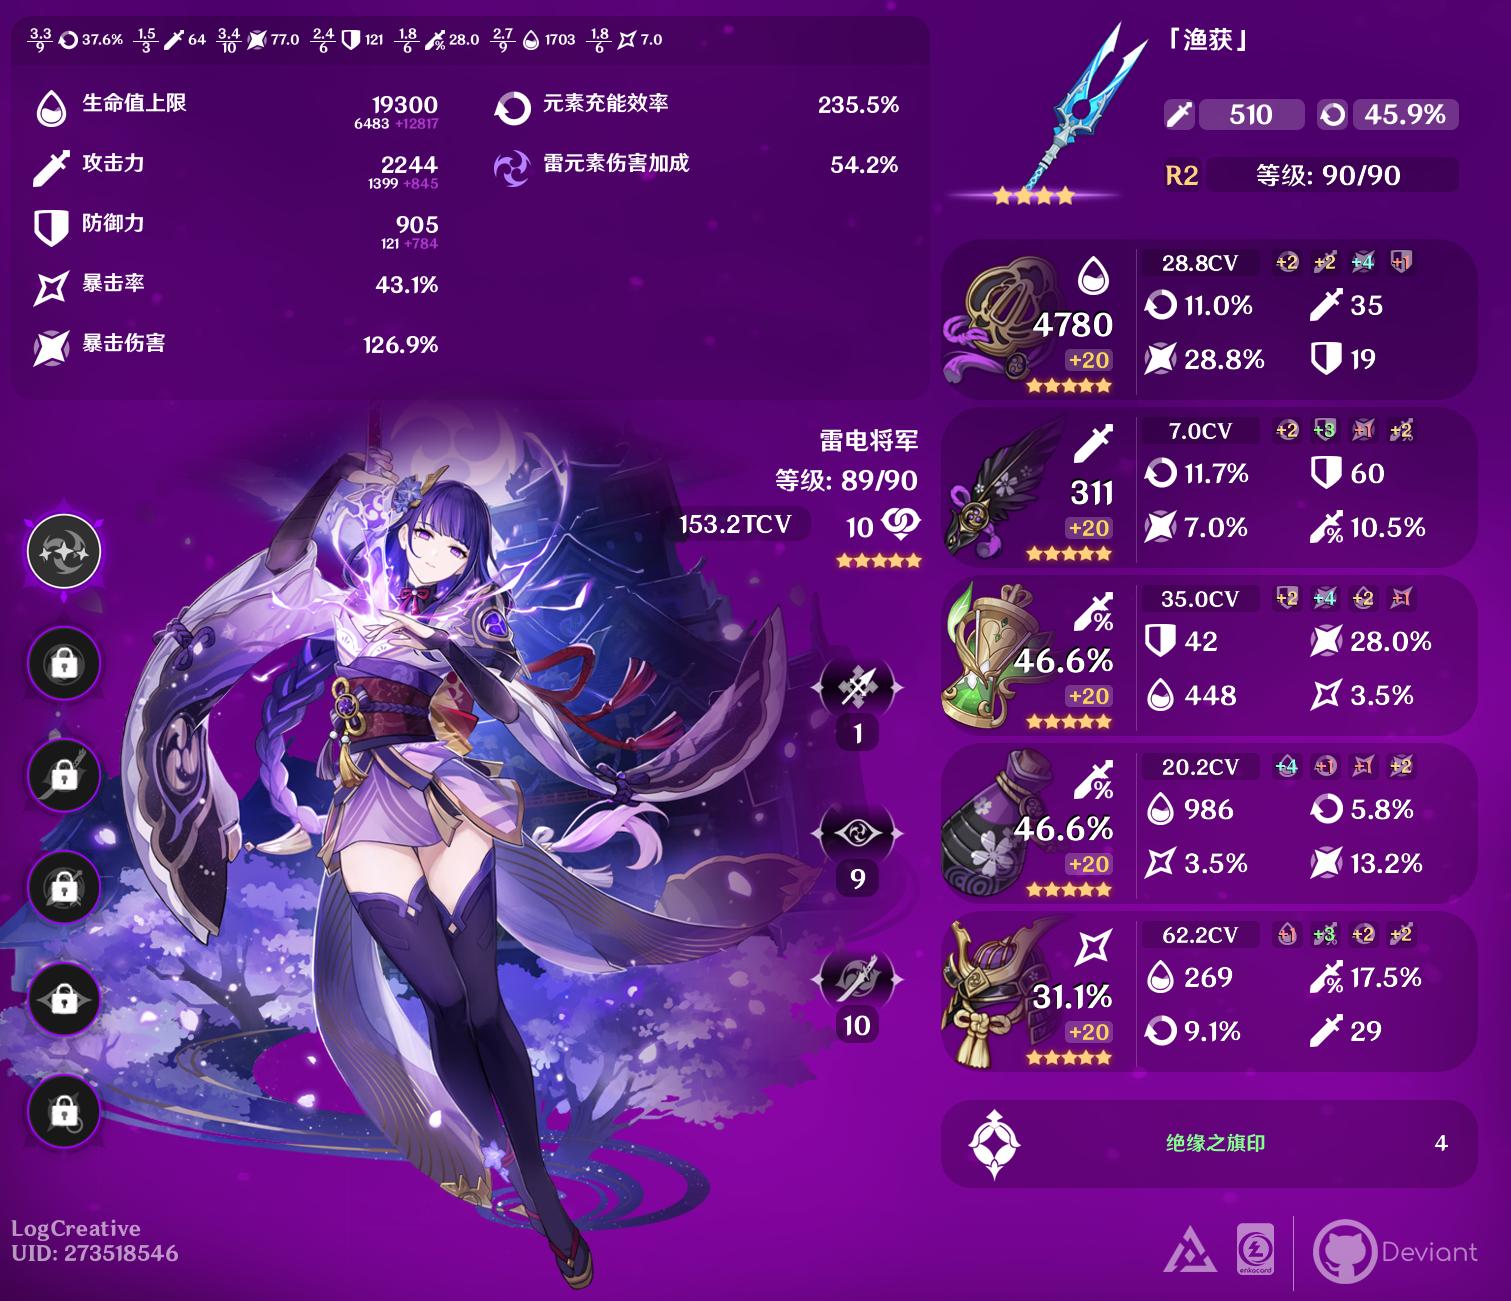 3.3
9
37.6%
1.5
3
64
3.4
10
77.0
2.4
6
121
1.8
6
28.0
2.7
9
1703
1.8
6
7.0
生命值上限
19300
6483 +12817
攻击力
2244
1399 +845
防御力
905
121 +784
暴击率
43.1%
暴击伤害
126.9%
元素充能效率
235.5%
雷元素伤害加成
54.2%
「渔获」
510
45.9%
R2
等级: 90/90
雷电将军
等级: 89/90
153.2TCV
10
1
9
10
4780
+20
28.8CV
+2 +2 +4 +1
11.0%
35
28.8%
19
311
+20
7.0CV
+2 +3 +1 +2
11.7%
60
7.0%
% 10.5%
%
46.6%
+20
35.0CV
+2 +4 +2 +1
42
28.0%
448
3.5%
%
46.6%
+20
20.2CV
+4 +1 +1 +2
986
5.8%
3.5%
13.2%
31.1%
+20
62.2CV
+1 +3 +2 +2
269
% 17.5%
9.1%
29
绝缘之旗印
4
LogCreative
UID: 273518546
enkacard
Deviant